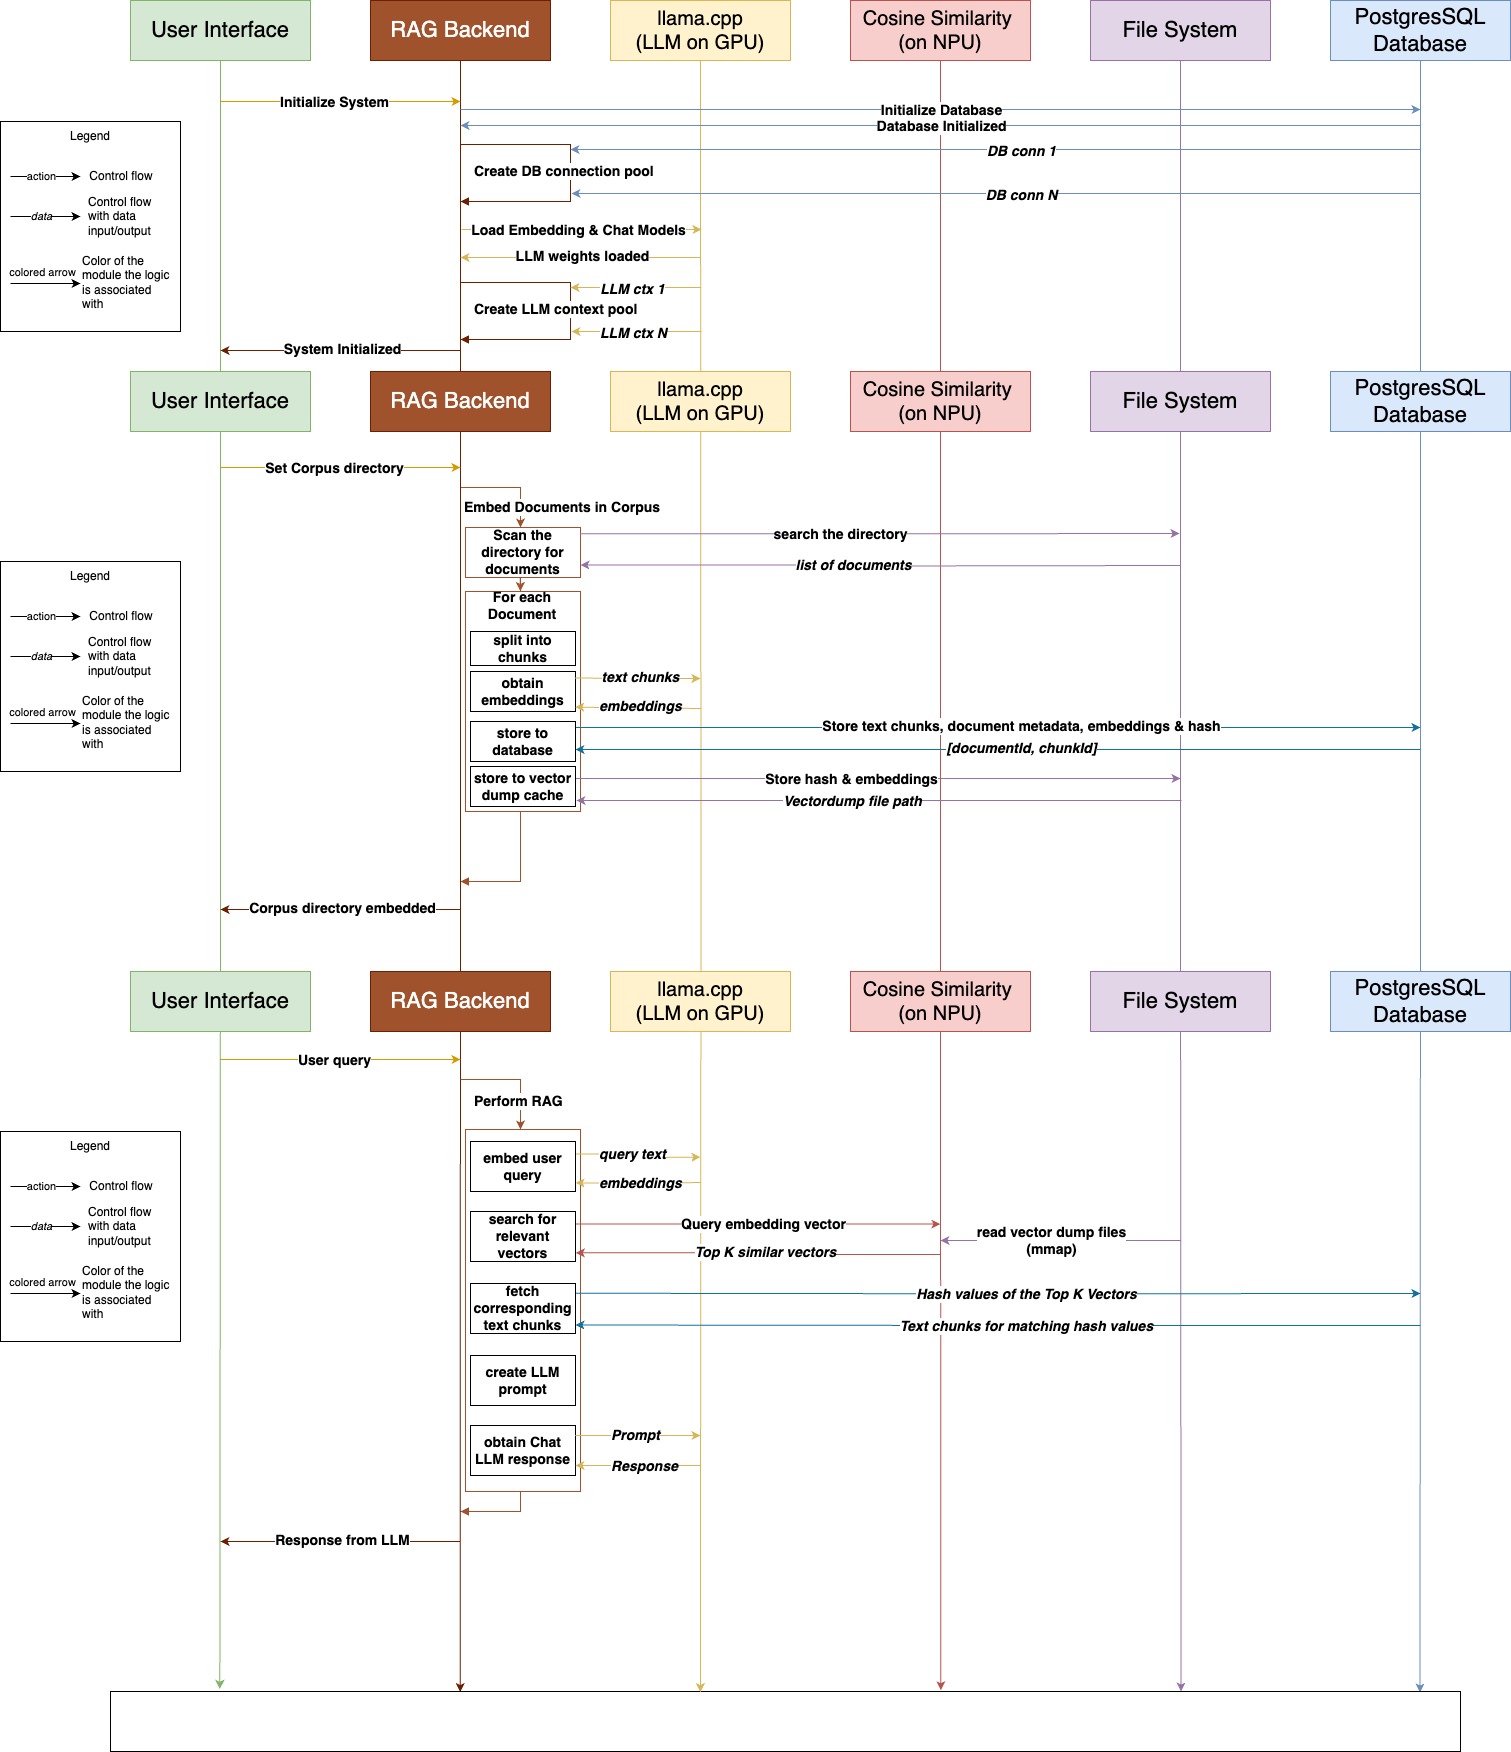 User Interface
RAG Backend
llama.cpp
(LLM on GPU)
Cosine Similarity
(on NPU)
File System
PostgresSQL
Database
Initialize System
Initialize Database
Database Initialized
Legend
action
Control flow
data
Control flow
with data
input/output
colored arrow
Color of the
module the logic
is associated
with
DB conn 1
Create DB connection pool
DB conn N
Load Embedding & Chat Models
LLM weights loaded
LLM ctx 1
Create LLM context pool
LLM ctx N
System Initialized
User Interface
RAG Backend
llama.cpp
(LLM on GPU)
Cosine Similarity
(on NPU)
File System
PostgresSQL
Database
Set Corpus directory
Embed Documents in Corpus
Scan the
directory for
documents
search the directory
list of documents
Legend
action
Control flow
data
Control flow
with data
input/output
colored arrow
Color of the
module the logic
is associated
with
For each
Document
split into
chunks
obtain
embeddings
text chunks
embeddings
store to
database
Store text chunks, document metadata, embeddings & hash
[documentId, chunkId]
store to vector
dump cache
Store hash & embeddings
Vectordump file path
Corpus directory embedded
User Interface
RAG Backend
llama.cpp
(LLM on GPU)
Cosine Similarity
(on NPU)
File System
PostgresSQL
Database
User query
Perform RAG
Legend
action
Control flow
data
Control flow
with data
input/output
colored arrow
Color of the
module the logic
is associated
with
embed user
query
query text
embeddings
search for
relevant
vectors
Query embedding vector
Top K similar vectors
read vector dump files
(mmap)
fetch
corresponding
text chunks
Hash values of the Top K Vectors
Text chunks for matching hash values
create LLM
prompt
obtain Chat
LLM response
Prompt
Response
Response from LLM